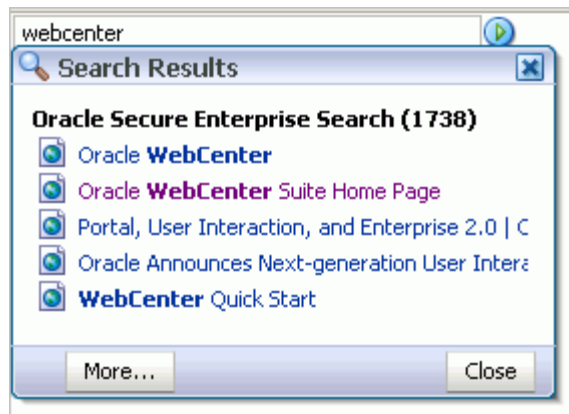 webcenter
Search Results
Oracle Secure Enterprise Search (1738)
Oracle WebCenter
Oracle WebCenter Suite Home Page
Portal, User Interaction, and Enterprise 2.0 |
Oracle Announces Next-generation User
WebCenter Quick Start
More... Close